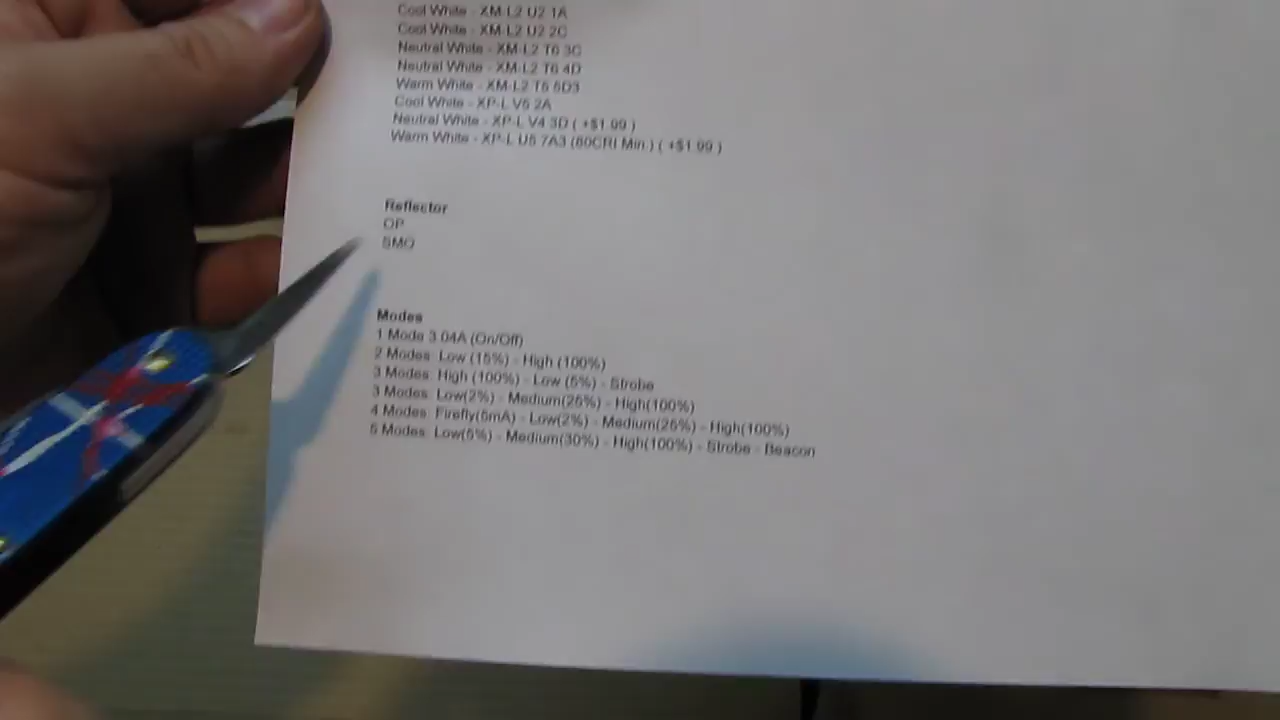 Cool White - XM-L2 U2 1A
Cool White - XM-L2 U2 2C
Neutral White - XM-L2 T6 3C
Neutral White - XM-L2 T6 4D
Warm White - XM-L2 T5 5D3
Cool White - XP-L V5 2A
Neutral White - XP-L V4 3D ( +$1.99 )
Warm White - XP-L U5 7A3 (80CRI Min.) ( +$1.99 )
Reflector
OP
SMO
Modes
1 Mode 3.04A (On/Off)
2 Modes: Low (15%) - High (100%)
3 Modes: High (100%) - Low (5%) - Strobe
3 Modes: Low(2%) - Medium(25%) - High(100%)
4 Modes: Firefly(5mA) - Low(2%) - Medium(25%) - High(100%)
5 Modes: Low(5%) - Medium(30%) - High(100%) - Strobe - Beacon